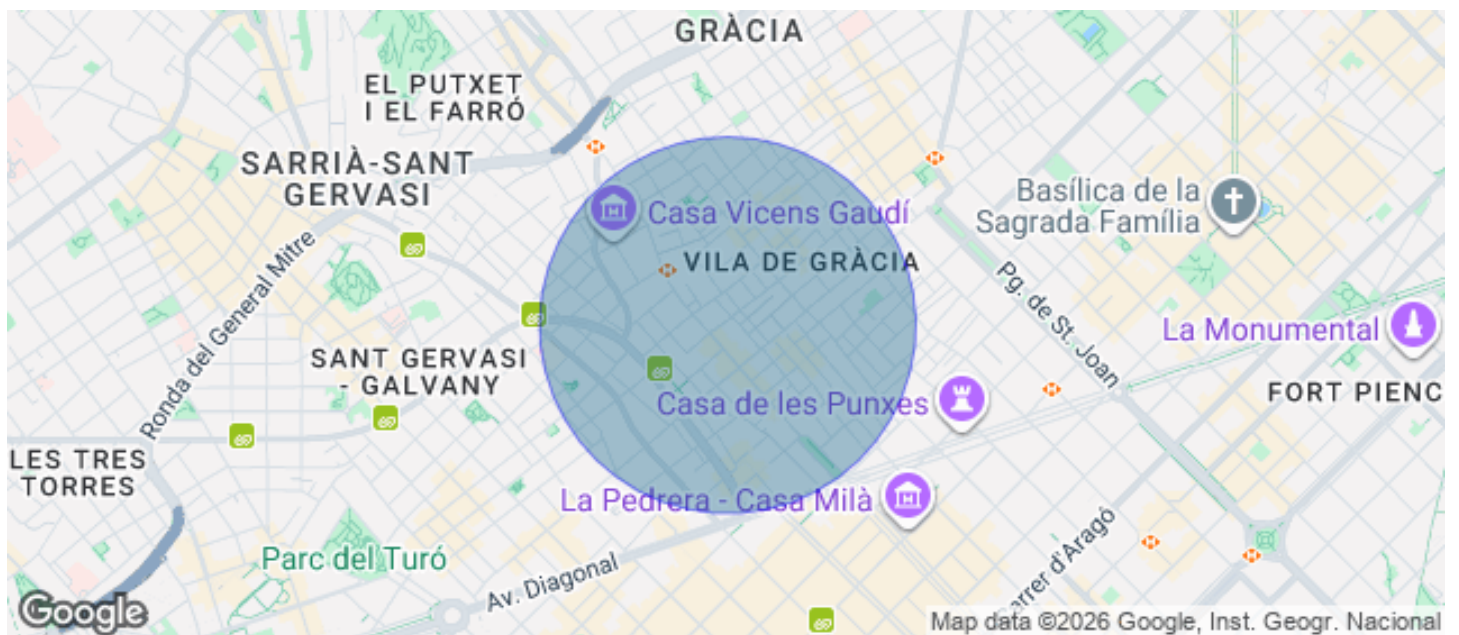 GRÀCIA
EL PUTXET
I EL FARRÓ
SARRIÀ-SANT
GERVASI
Casa Vicens Gaudí
Basílica de la
Sagrada Família
VILA DE GRÀCIA
Ronda del General Mitre
Pg. de St. Joan
La Monumental
SANT GERVASI
- GALVANY
Casa de les Punxes
FORT PIENC
LES TRES
TORRES
La Pedrera - Casa Milà
Parc del Turó
Av. Diagonal
Carrer d'Aragó
Google
Map data ©2026 Google, Inst. Geogr. Nacional